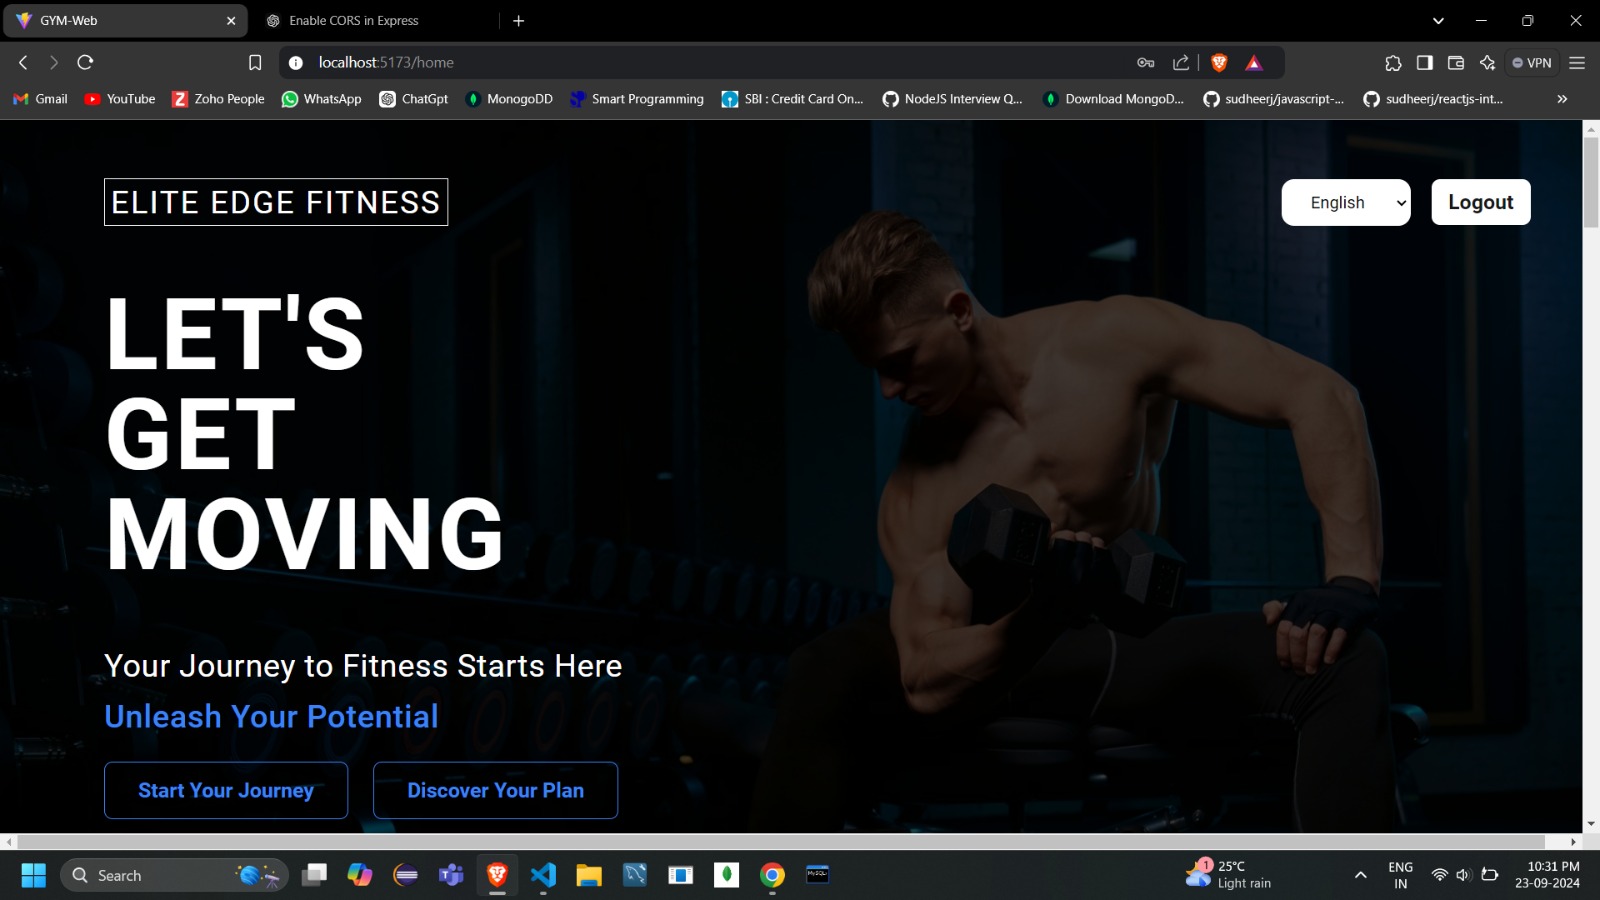 GYM-Web
Enable CORS in Express
localhost:5173/home
VPN
Gmail
YouTube
Zoho People
WhatsApp
ChatGpt
MonogoDD
Smart Programming
SBI : Credit Card On...
NodeJS Interview Q...
Download MongoD...
sudheerj/javascript-...
sudheerj/reactjs-int...
ELITE EDGE FITNESS
English
Logout
LET'S
GET
MOVING
Your Journey to Fitness Starts Here
Unleash Your Potential
Start Your Journey
Discover Your Plan
Search
1
25°C
Light rain
ENG
IN
10:31 PM
23-09-2024